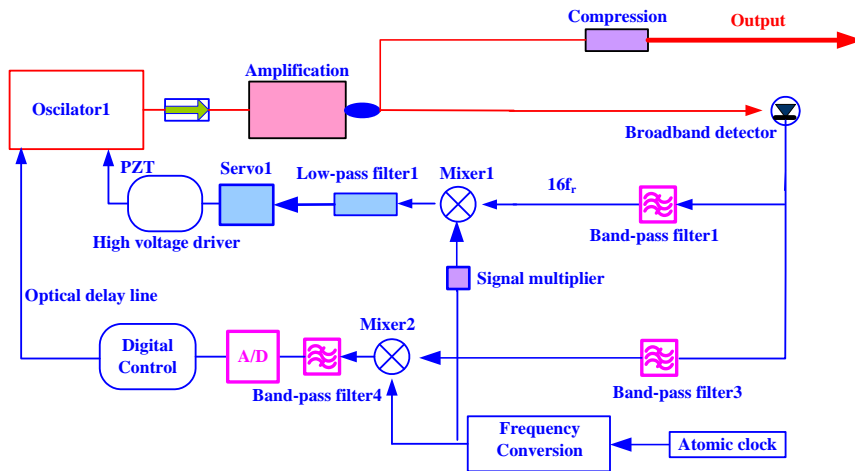 Compression
Output
Amplification
Oscilator1
Broadband detector
PZT
Servo1
Low-pass filter1
Mixer1
16fr
High voltage driver
Band-pass filter1
Signal multiplier
Optical delay line
Mixer2
Digital
Control
A/D
Band-pass filter4
Band-pass filter3
Frequency
Conversion
Atomic clock